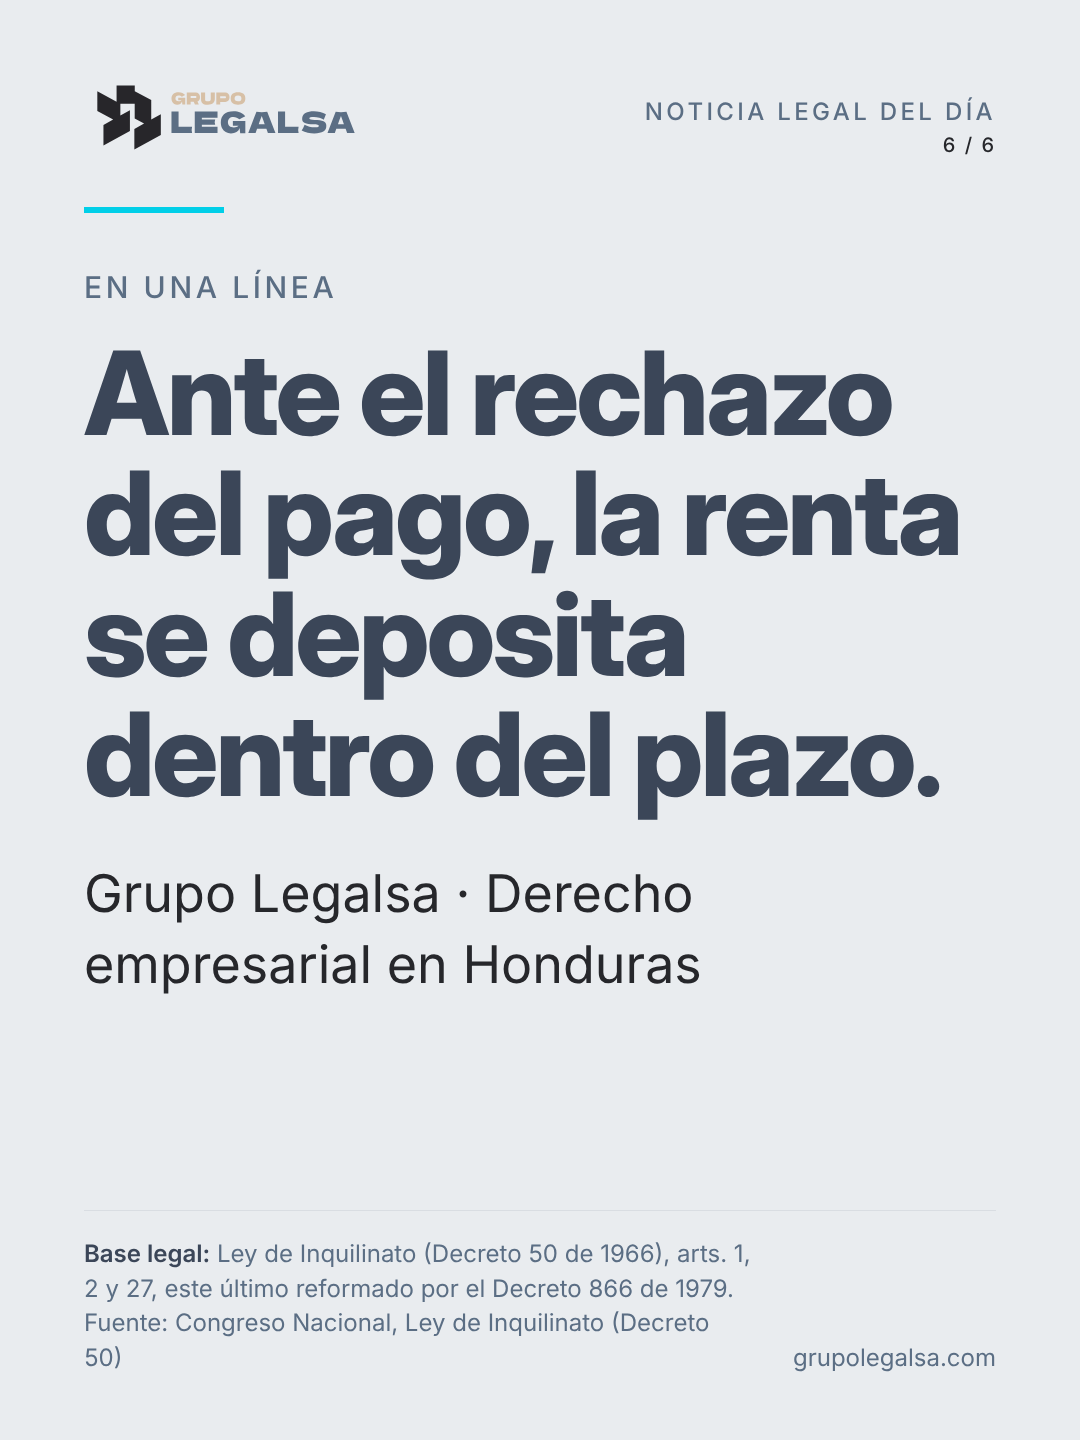 GRUPO
LEGALSA
NOTICIA LEGAL DEL DÍA
6 / 6
EN UNA LÍNEA
Ante el rechazo
del pago, la renta
se deposita
dentro del plazo.
Grupo Legalsa · Derecho
empresarial en Honduras
Base legal: Ley de Inquilinato (Decreto 50 de 1966), arts. 1,
2 y 27, este último reformado por el Decreto 866 de 1979.
Fuente: Congreso Nacional, Ley de Inquilinato (Decreto
50)
grupolegalsa.com